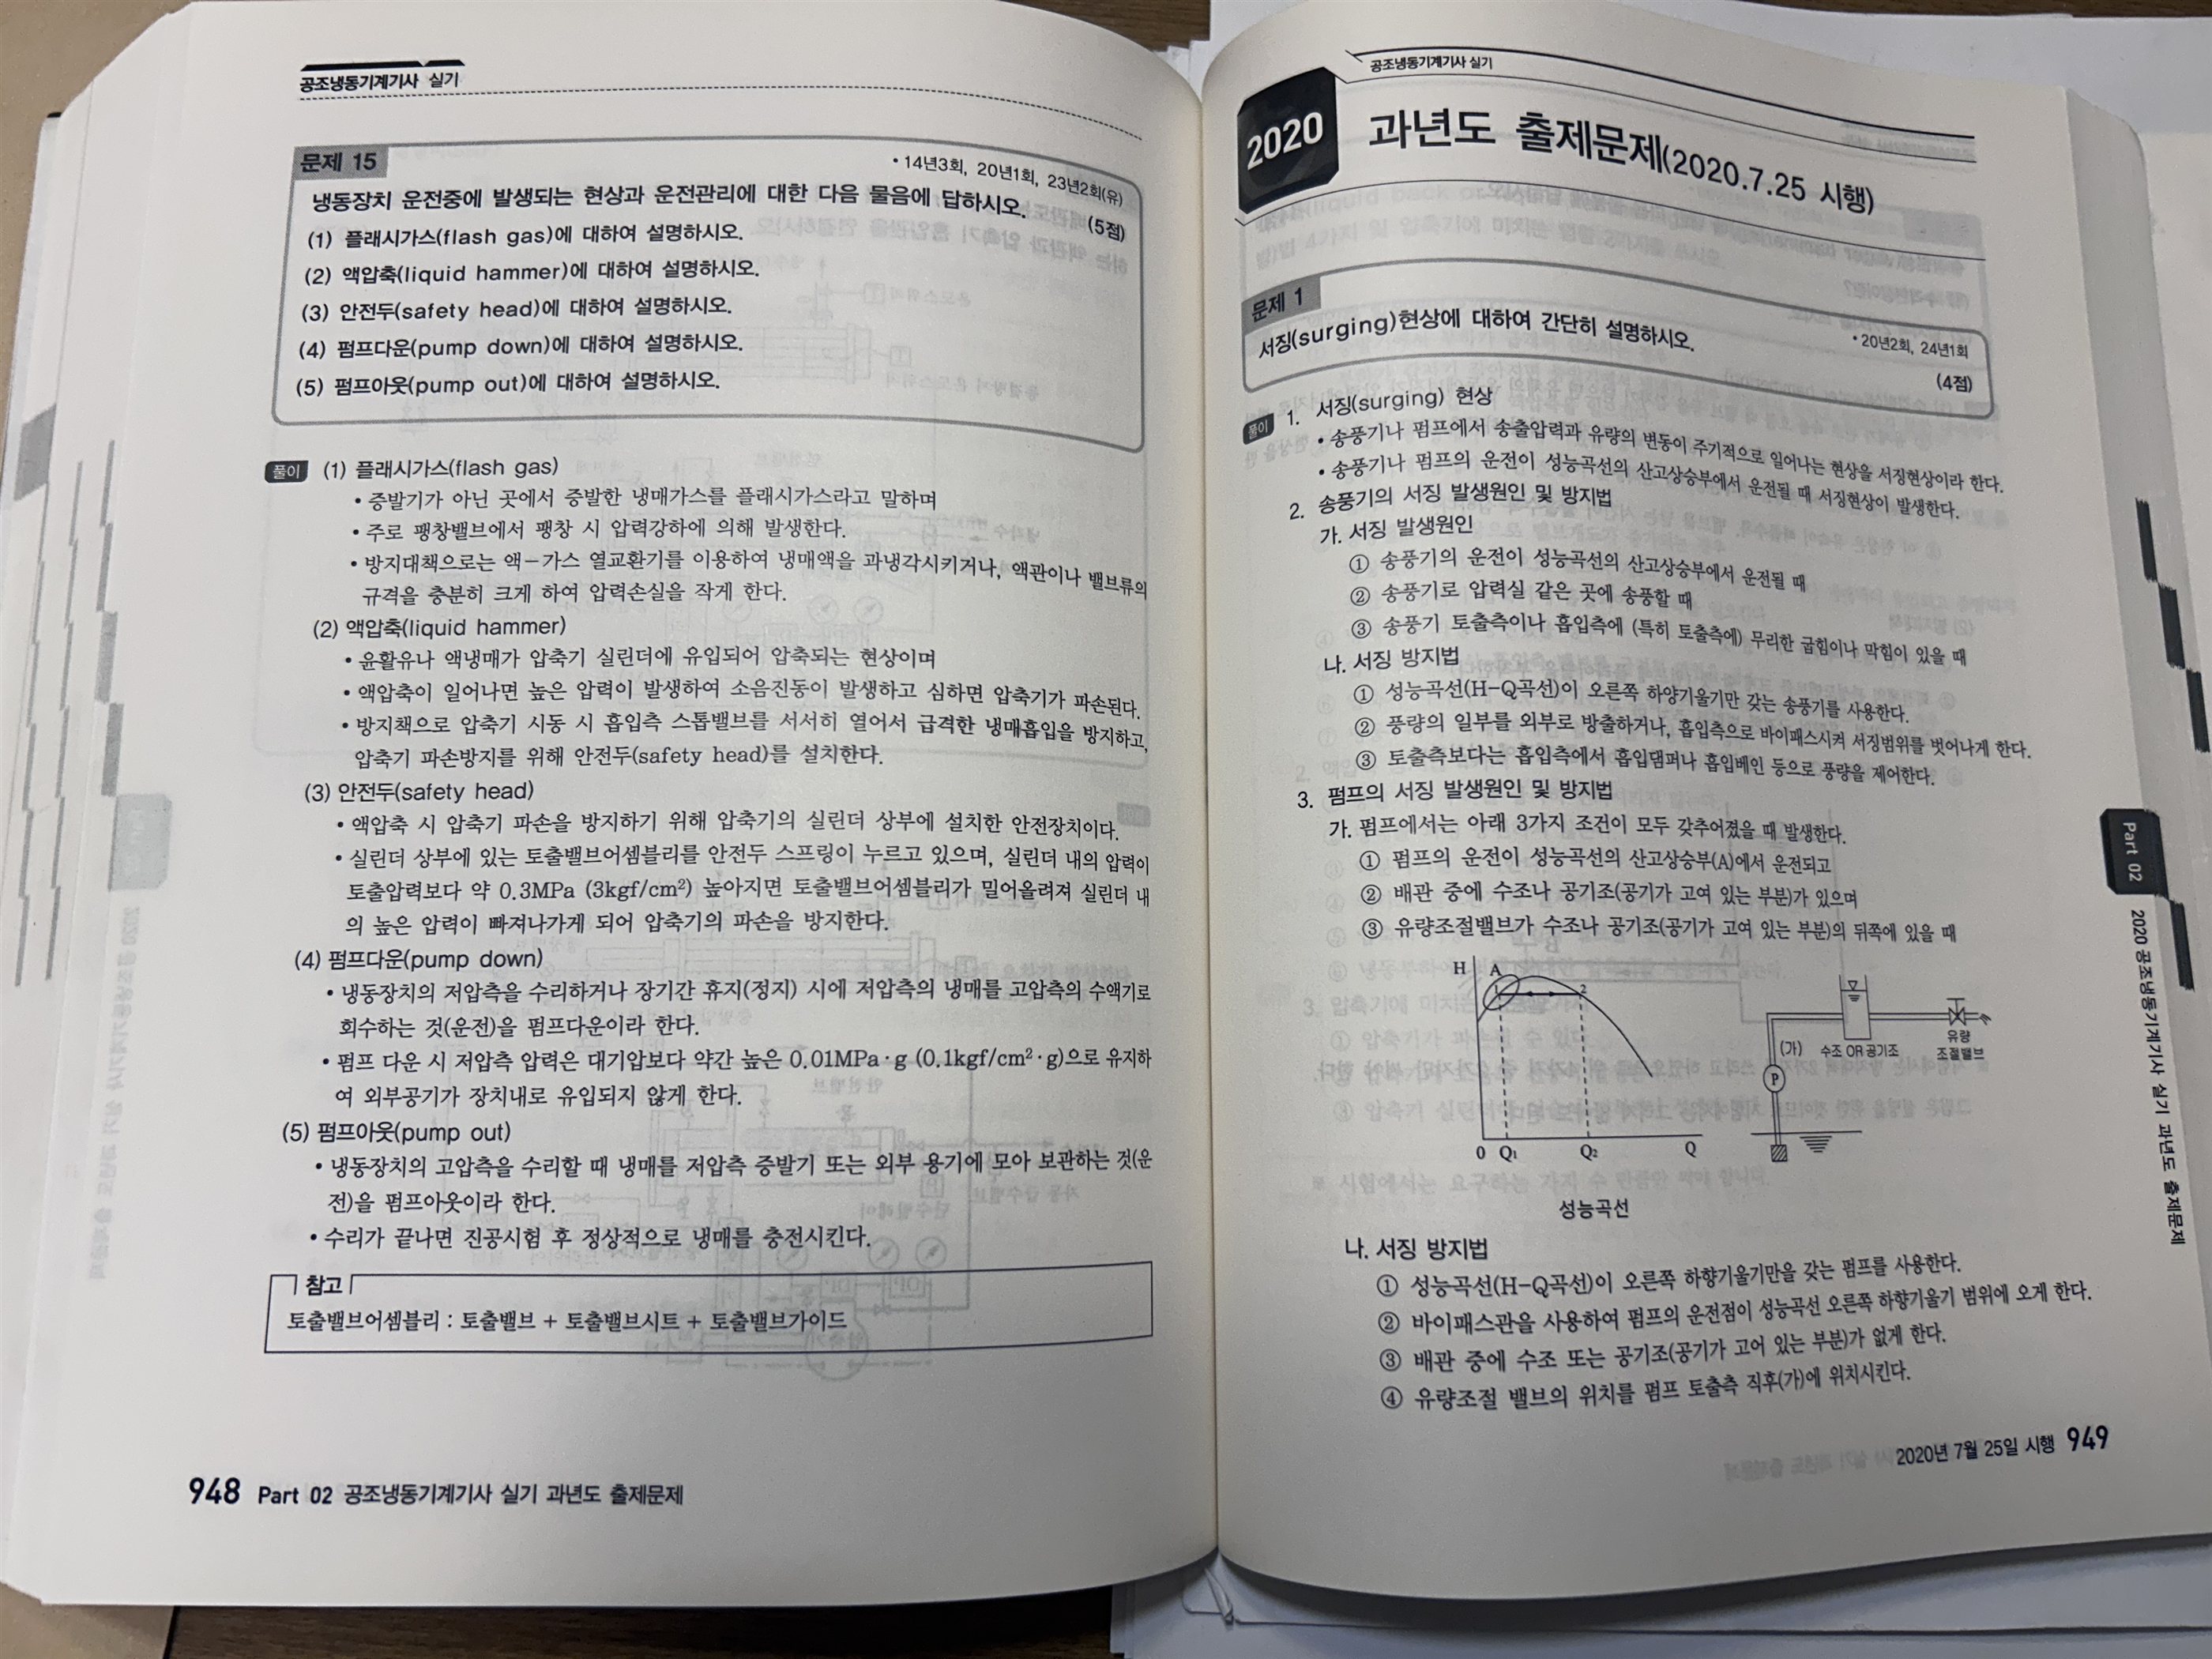 공조냉동기계기사 실기
문제 15
• 14년3회, 20년1회, 23년2회(유)
냉동장치 운전중에 발생되는 현상과 운전관리에 대한 다음 물음에 답하시오.
(5점)
(1) 플래시가스(flash gas)에 대하여 설명하시오.
(2) 액압축(liquid hammer)에 대하여 설명하시오.
(3) 안전두(safety head)에 대하여 설명하시오.
(4) 펌프다운(pump down)에 대하여 설명하시오.
(5) 펌프아웃(pump out)에 대하여 설명하시오.
풀이 (1) 플래시가스(flash gas)
• 증발기가 아닌 곳에서 증발한 냉매가스를 플래시가스라고 말하며
• 주로 팽창밸브에서 팽창 시 압력강하에 의해 발생한다.
• 방지대책으로는 액-가스 열교환기를 이용하여 냉매액을 과냉각시키거나, 액관이나 밸브류의
규격을 충분히 크게 하여 압력손실을 작게 한다.
(2) 액압축(liquid hammer)
• 윤활유나 액냉매가 압축기 실린더에 유입되어 압축되는 현상이며
• 액압축이 일어나면 높은 압력이 발생하여 소음진동이 발생하고 심하면 압축기가 파손된다.
• 방지책으로 압축기 시동 시 흡입측 스톱밸브를 서서히 열어서 급격한 냉매흡입을 방지하고,
압축기 파손방지를 위해 안전두(safety head)를 설치한다.
(3) 안전두(safety head)
• 액압축 시 압축기 파손을 방지하기 위해 압축기의 실린더 상부에 설치한 안전장치이다.
• 실린더 상부에 있는 토출밸브어셈블리를 안전두 스프링이 누르고 있으며, 실린더 내의 압력이
토출압력보다 약 0.3MPa (3kgf/cm²) 높아지면 토출밸브어셈블리가 밀어올려져 실린더 내
의 높은 압력이 빠져나가게 되어 압축기의 파손을 방지한다.
(4) 펌프다운(pump down)
• 냉동장치의 저압측을 수리하거나 장기간 휴지(정지) 시에 저압측의 냉매를 고압측의 수액기로
회수하는 것(운전)을 펌프다운이라 한다.
• 펌프 다운 시 저압측 압력은 대기압보다 약간 높은 0.01MPa·g (0.1kgf/cm²·g)으로 유지하
여 외부공기가 장치내로 유입되지 않게 한다.
(5) 펌프아웃(pump out)
• 냉동장치의 고압측을 수리할 때 냉매를 저압측 증발기 또는 외부 용기에 모아 보관하는 것(운
전)을 펌프아웃이라 한다.
• 수리가 끝나면 진공시험 후 정상적으로 냉매를 충전시킨다.
참고
토출밸브어셈블리 : 토출밸브 + 토출밸브시트 + 토출밸브가이드
948 Part 02 공조냉동기계기사 실기 과년도 출제문제
공조냉동기계기사 실기
2020 과년도 출제문제(2020.7.25 시행)
문제 1
서징(surging)현상에 대하여 간단히 설명하시오.
• 20년2회, 24년1회
(4점)
풀이 1. 서징(surging) 현상
• 송풍기나 펌프에서 송출압력과 유량의 변동이 주기적으로 일어나는 현상을 서징현상이라 한다.
• 송풍기나 펌프의 운전이 성능곡선의 산고상승부에서 운전될 때 서징현상이 발생한다.
2. 송풍기의 서징 발생원인 및 방지법
가. 서징 발생원인
① 송풍기의 운전이 성능곡선의 산고상승부에서 운전될 때
② 송풍기로 압력실 같은 곳에 송풍할 때
③ 송풍기 토출측이나 흡입측에 (특히 토출측에) 무리한 굽힘이나 막힘이 있을 때
나. 서징 방지법
① 성능곡선(H-Q곡선)이 오른쪽 하양기울기만 갖는 송풍기를 사용한다.
② 풍량의 일부를 외부로 방출하거나, 흡입측으로 바이패스시켜 서징범위를 벗어나게 한다.
③ 토출측보다는 흡입측에서 흡입댐퍼나 흡입베인 등으로 풍량을 제어한다.
3. 펌프의 서징 발생원인 및 방지법
가. 펌프에서는 아래 3가지 조건이 모두 갖추어졌을 때 발생한다.
① 펌프의 운전이 성능곡선의 산고상승부(A)에서 운전되고
② 배관 중에 수조나 공기조(공기가 고여 있는 부분)가 있으며
③ 유량조절밸브가 수조나 공기조(공기가 고여 있는 부분)의 뒤쪽에 있을 때
H A
1 2
0 Q₁ Q₂ Q
(가) 수조 OR 공기조
유량
조절밸브
P
성능곡선
나. 서징 방지법
① 성능곡선(H-Q곡선)이 오른쪽 하향기울기만을 갖는 펌프를 사용한다.
② 바이패스관을 사용하여 펌프의 운전점이 성능곡선 오른쪽 하향기울기 범위에 오게 한다.
③ 배관 중에 수조 또는 공기조(공기가 고여 있는 부분)가 없게 한다.
④ 유량조절 밸브의 위치를 펌프 토출측 직후(가)에 위치시킨다.
2020년 7월 25일 시행 949
Part 02
2020 공조냉동기계기사 실기 과년도 출제문제